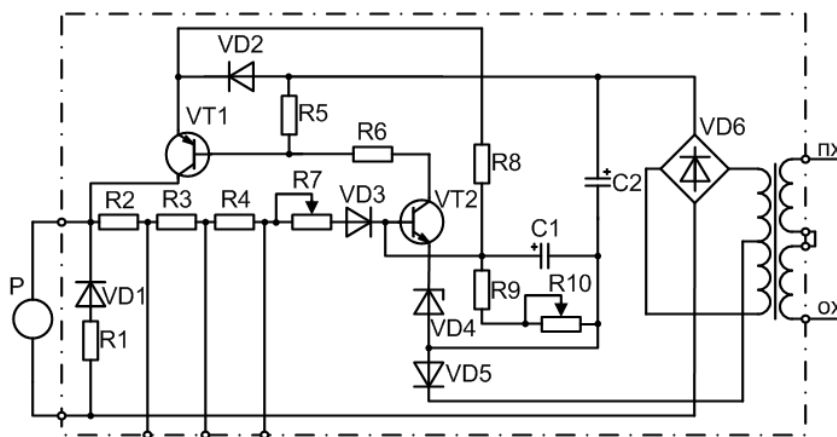 VD2
VT1
R5
R6
R8
VD6
ПХ
C2
R2
R3
R4
R7
VD3
VT2
C1
P
VD1
R9
R10
R1
VD4
VD5
ОХ